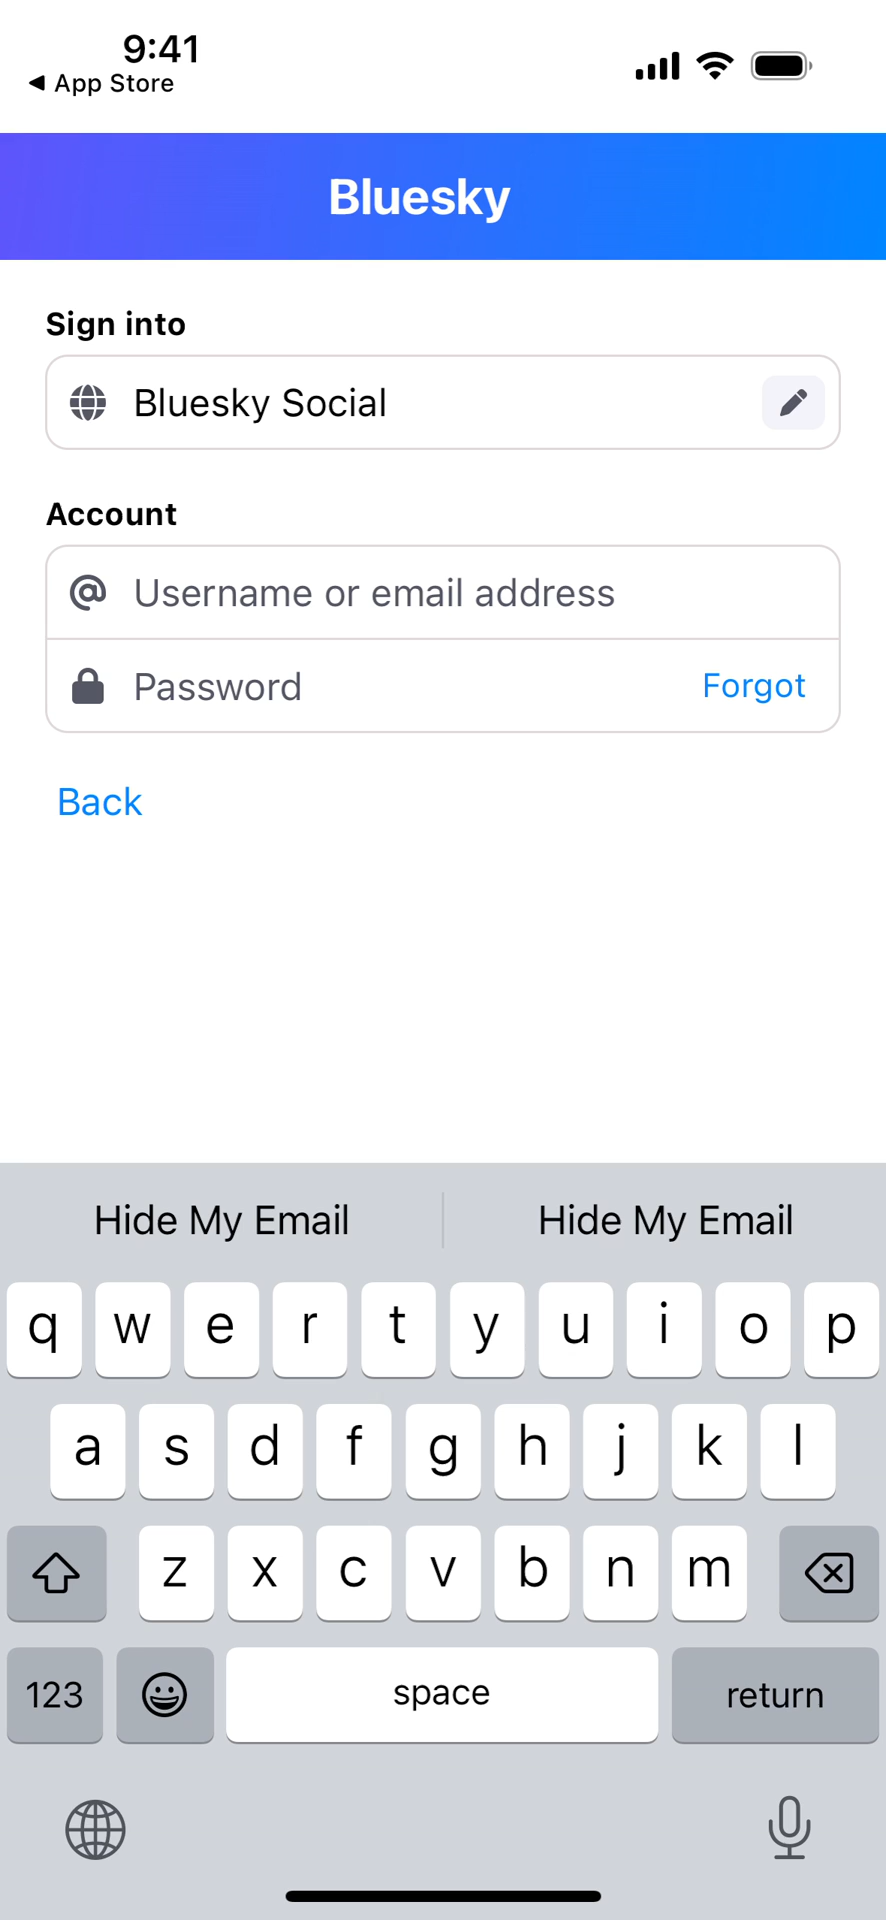 9:41
◀ App Store
Bluesky
Sign into
Bluesky Social
Account
@ Username or email address
Password Forgot
Back
Hide My Email Hide My Email
q w e r t y u i o p
a s d f g h j k l
z x c v b n m
123 space return